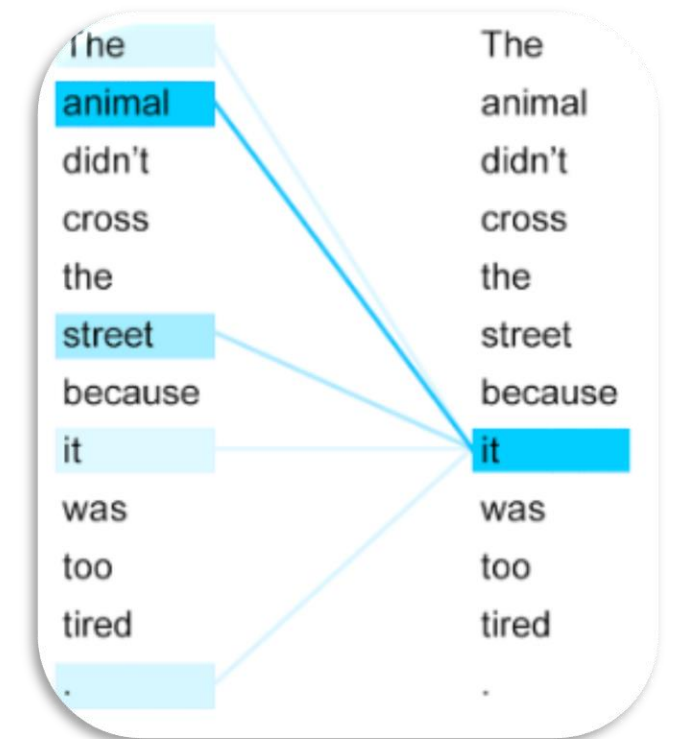 The The
animal animal
didn't didn't
cross cross
the the
street street
because because
it it
was was
too too
tired tired
. .